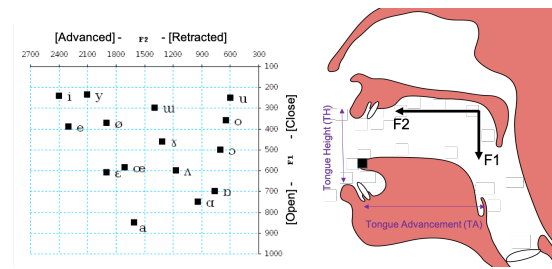 [Advanced] - F2 - [Retracted]
2700 2400 2100 1800 1500 1200 900 600 300
100
200
300
400
500
600
700
800
900
1000
[Open] - F1 - [Close]
i y u
ɯ
e ø o
ɤ ɔ
ɛ œ ʌ
ɒ
ɑ
a
F2
F1
Tongue Height (TH)
Tongue Advancement (TA)